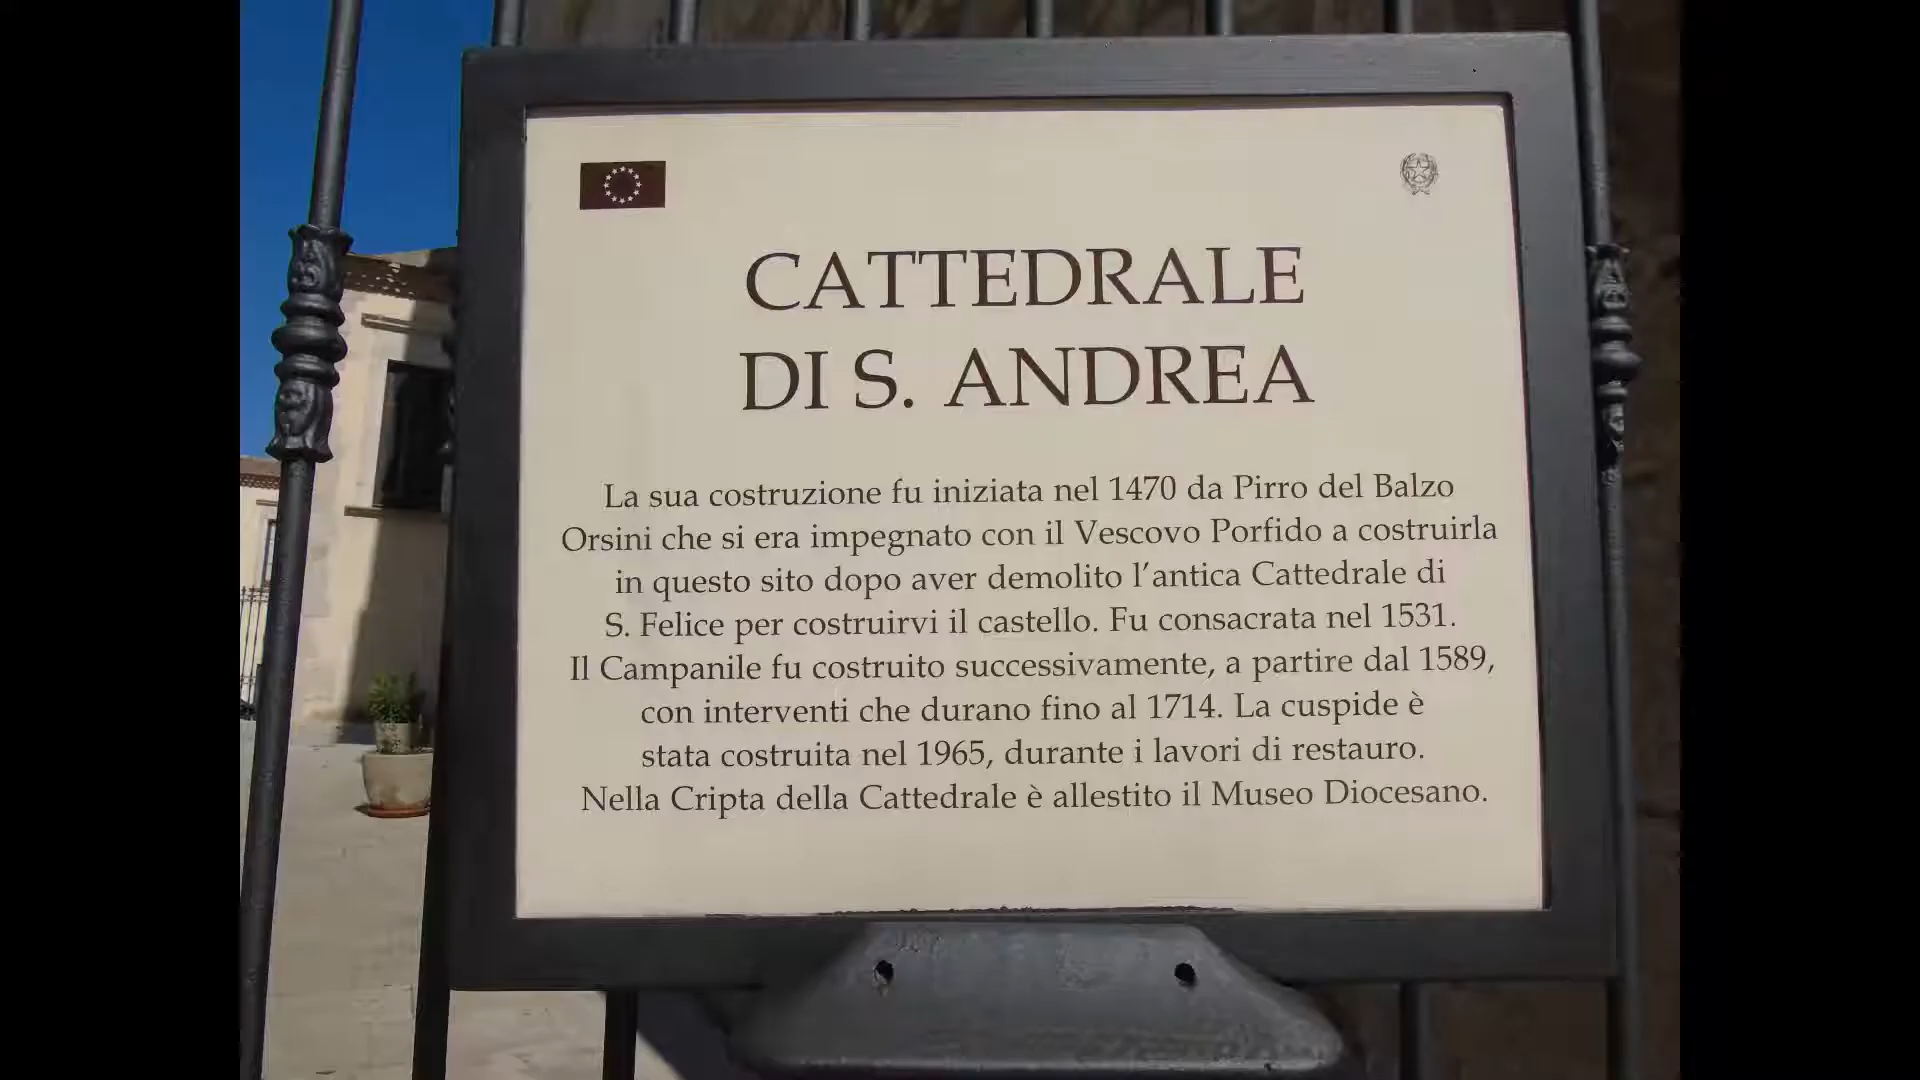 CATTEDRALE
DI S. ANDREA
La sua costruzione fu iniziata nel 1470 da Pirro del Balzo
Orsini che si era impegnato con il Vescovo Porfido a costruirla
in questo sito dopo aver demolito l'antica Cattedrale di
S. Felice per costruirvi il castello. Fu consacrata nel 1531.
Il Campanile fu costruito successivamente, a partire dal 1589,
con interventi che durano fino al 1714. La cuspide è
stata costruita nel 1965, durante i lavori di restauro.
Nella Cripta della Cattedrale è allestito il Museo Diocesano.